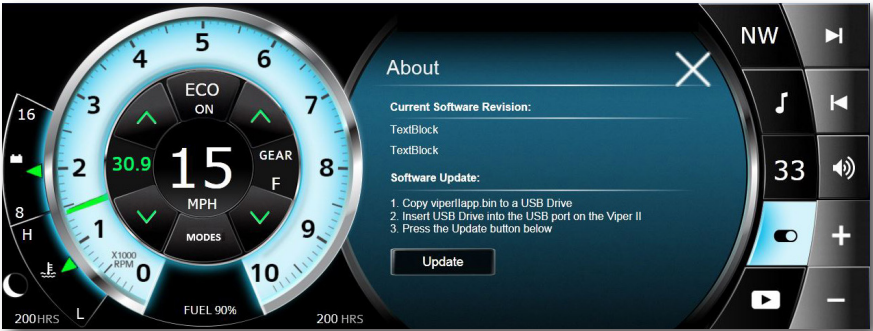 5
4
6
3
7
2
8
1
9
0
10
X1000
RPM
ECO
ON
30.9
15
MPH
GEAR
F
MODES
FUEL 90%
16
8
H
L
200 HRS
200 HRS
About
Current Software Revision:
TextBlock
TextBlock
Software Update:
1. Copy viperIIapp.bin to a USB Drive
2. Insert USB Drive into the USB port on the Viper II
3. Press the Update button below
Update
NW
33